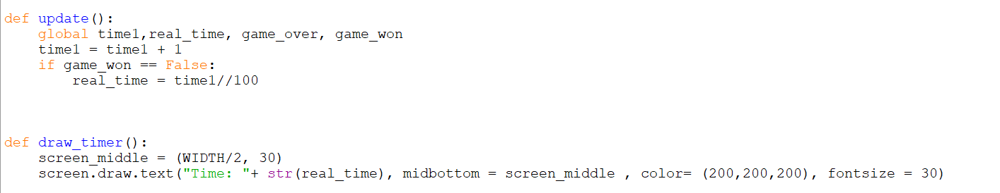 def update():
    global time1,real_time, game_over, game_won
    time1 = time1 + 1
    if game_won == False:
        real_time = time1//100
def draw_timer():
    screen_middle = (WIDTH/2, 30)
    screen.draw.text("Time: "+ str(real_time), midbottom = screen_middle , color= (200,200,200), fontsize = 30)